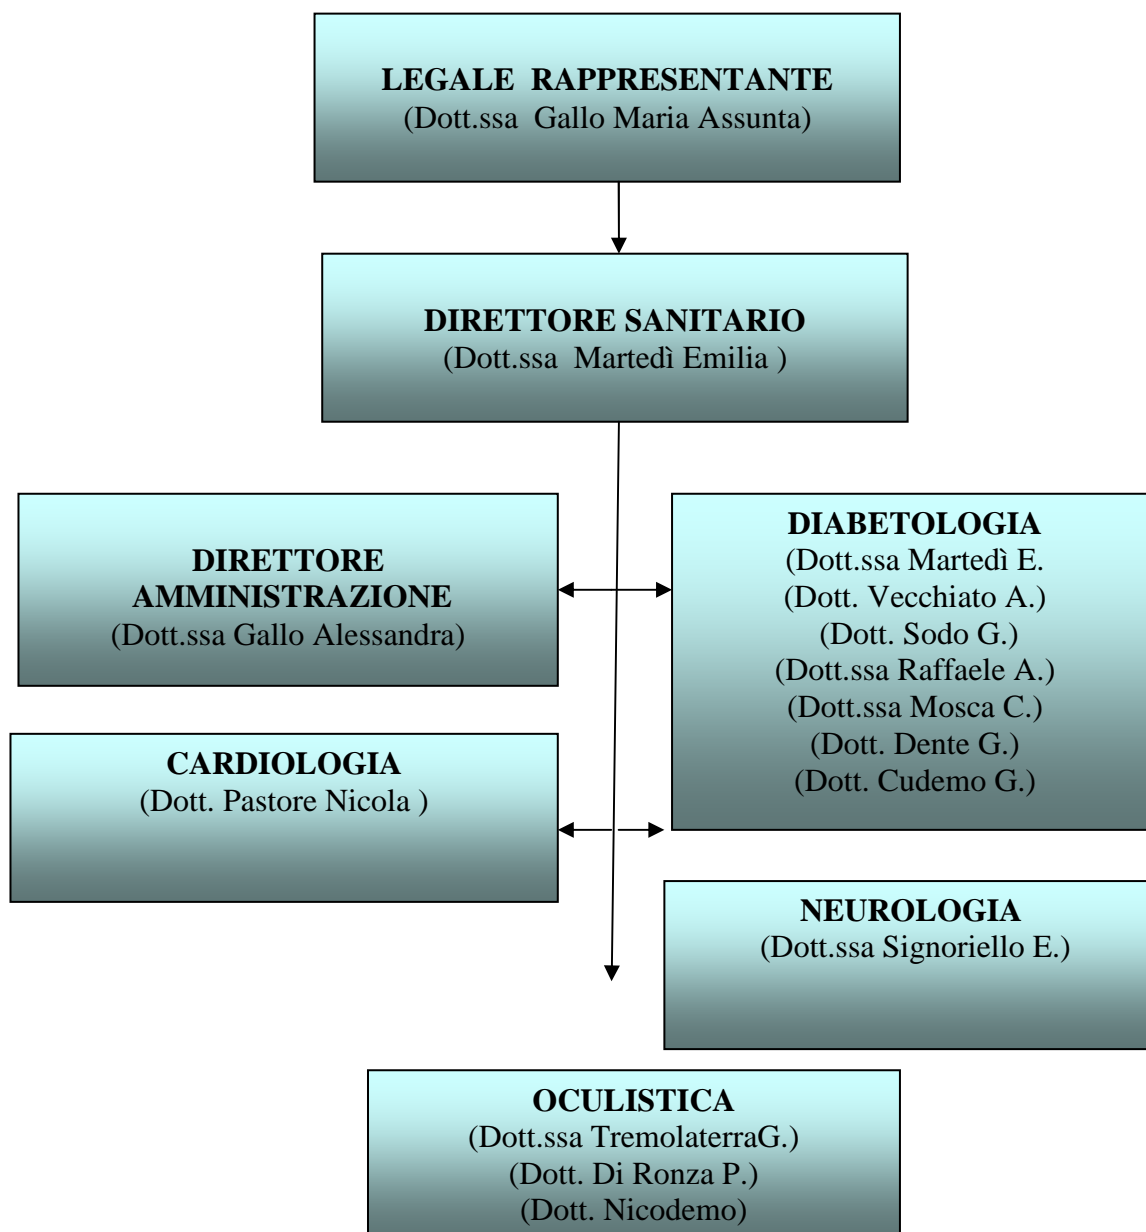 LEGALE RAPPRESENTANTE
(Dott.ssa Gallo Maria Assunta)
DIRETTORE SANITARIO
(Dott.ssa Martedì Emilia )
DIRETTORE
AMMINISTRAZIONE
(Dott.ssa Gallo Alessandra)
DIABETOLOGIA
(Dott.ssa Martedì E.
(Dott. Vecchiato A.)
(Dott. Sodo G.)
(Dott.ssa Raffaele A.)
(Dott.ssa Mosca C.)
(Dott. Dente G.)
(Dott. Cudemo G.)
CARDIOLOGIA
(Dott. Pastore Nicola )
NEUROLOGIA
(Dott.ssa Signoriello E.)
OCULISTICA
(Dott.ssa TremolaterraG.)
(Dott. Di Ronza P.)
(Dott. Nicodemo)